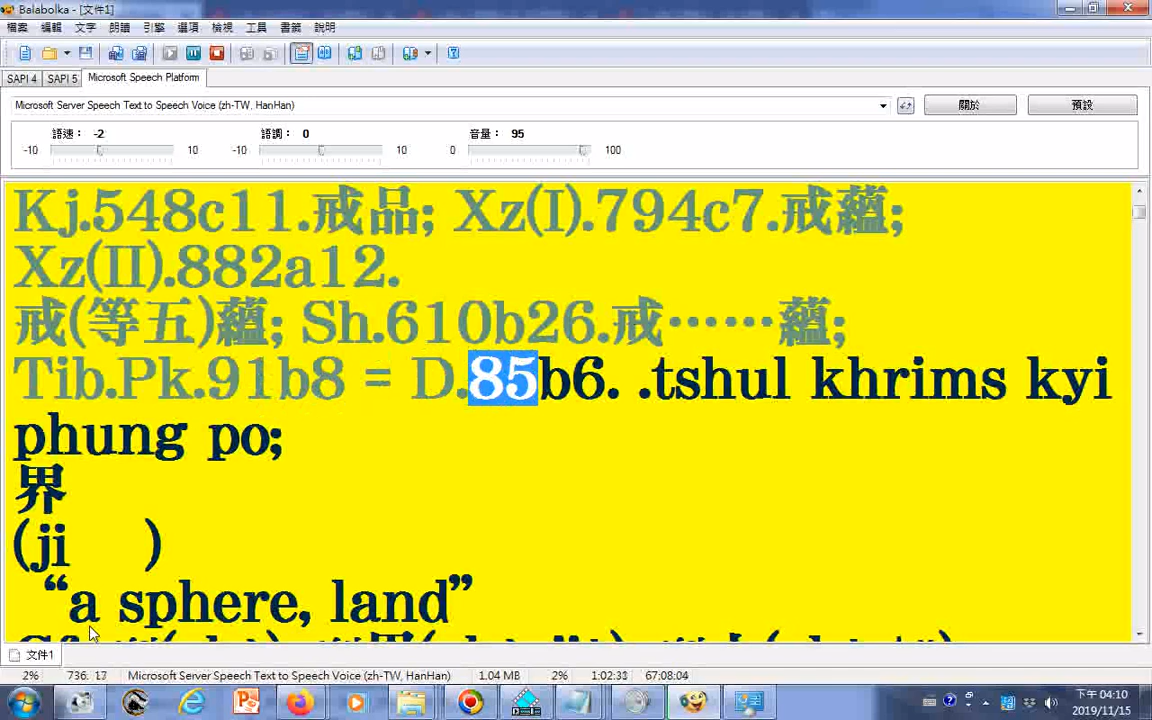 Balabolka - [文件1]
檔案 編輯 文字 朗讀 引擎 選項 檢視 工具 書籤 說明
SAPI 4 SAPI 5 Microsoft Speech Platform
Microsoft Server Speech Text to Speech Voice (zh-TW, HanHan) 關於 預設
語速： -2 語調： 0 音量： 95
-10 10 -10 10 0 100
Kj.548c11.戒品; Xz(I).794c7.戒蘊;
Xz(II).882a12.
戒(等五)蘊; Sh.610b26.戒……蘊;
Tib.Pk.91b8 = D.85b6. .tshul khrims kyi
phung po;
界
(ji )
“a sphere, land”
文件1
2% 736, 17 Microsoft Server Speech Text to Speech Voice (zh-TW, HanHan) 1.04 MB 2% 1:02:31 67:08:04
下午 04:10
2019/11/15